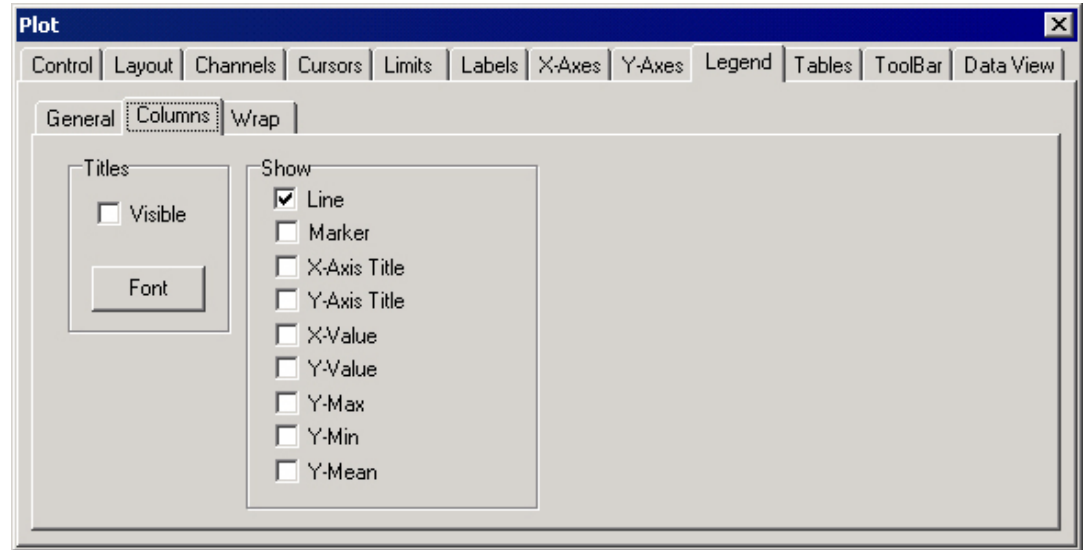 Plot
Control Layout Channels Cursors Limits Labels X-Axes Y-Axes Legend Tables ToolBar Data View
General Columns Wrap
Titles
Visible
Font
Show
Line
Marker
X-Axis Title
Y-Axis Title
X-Value
Y-Value
Y-Max
Y-Min
Y-Mean